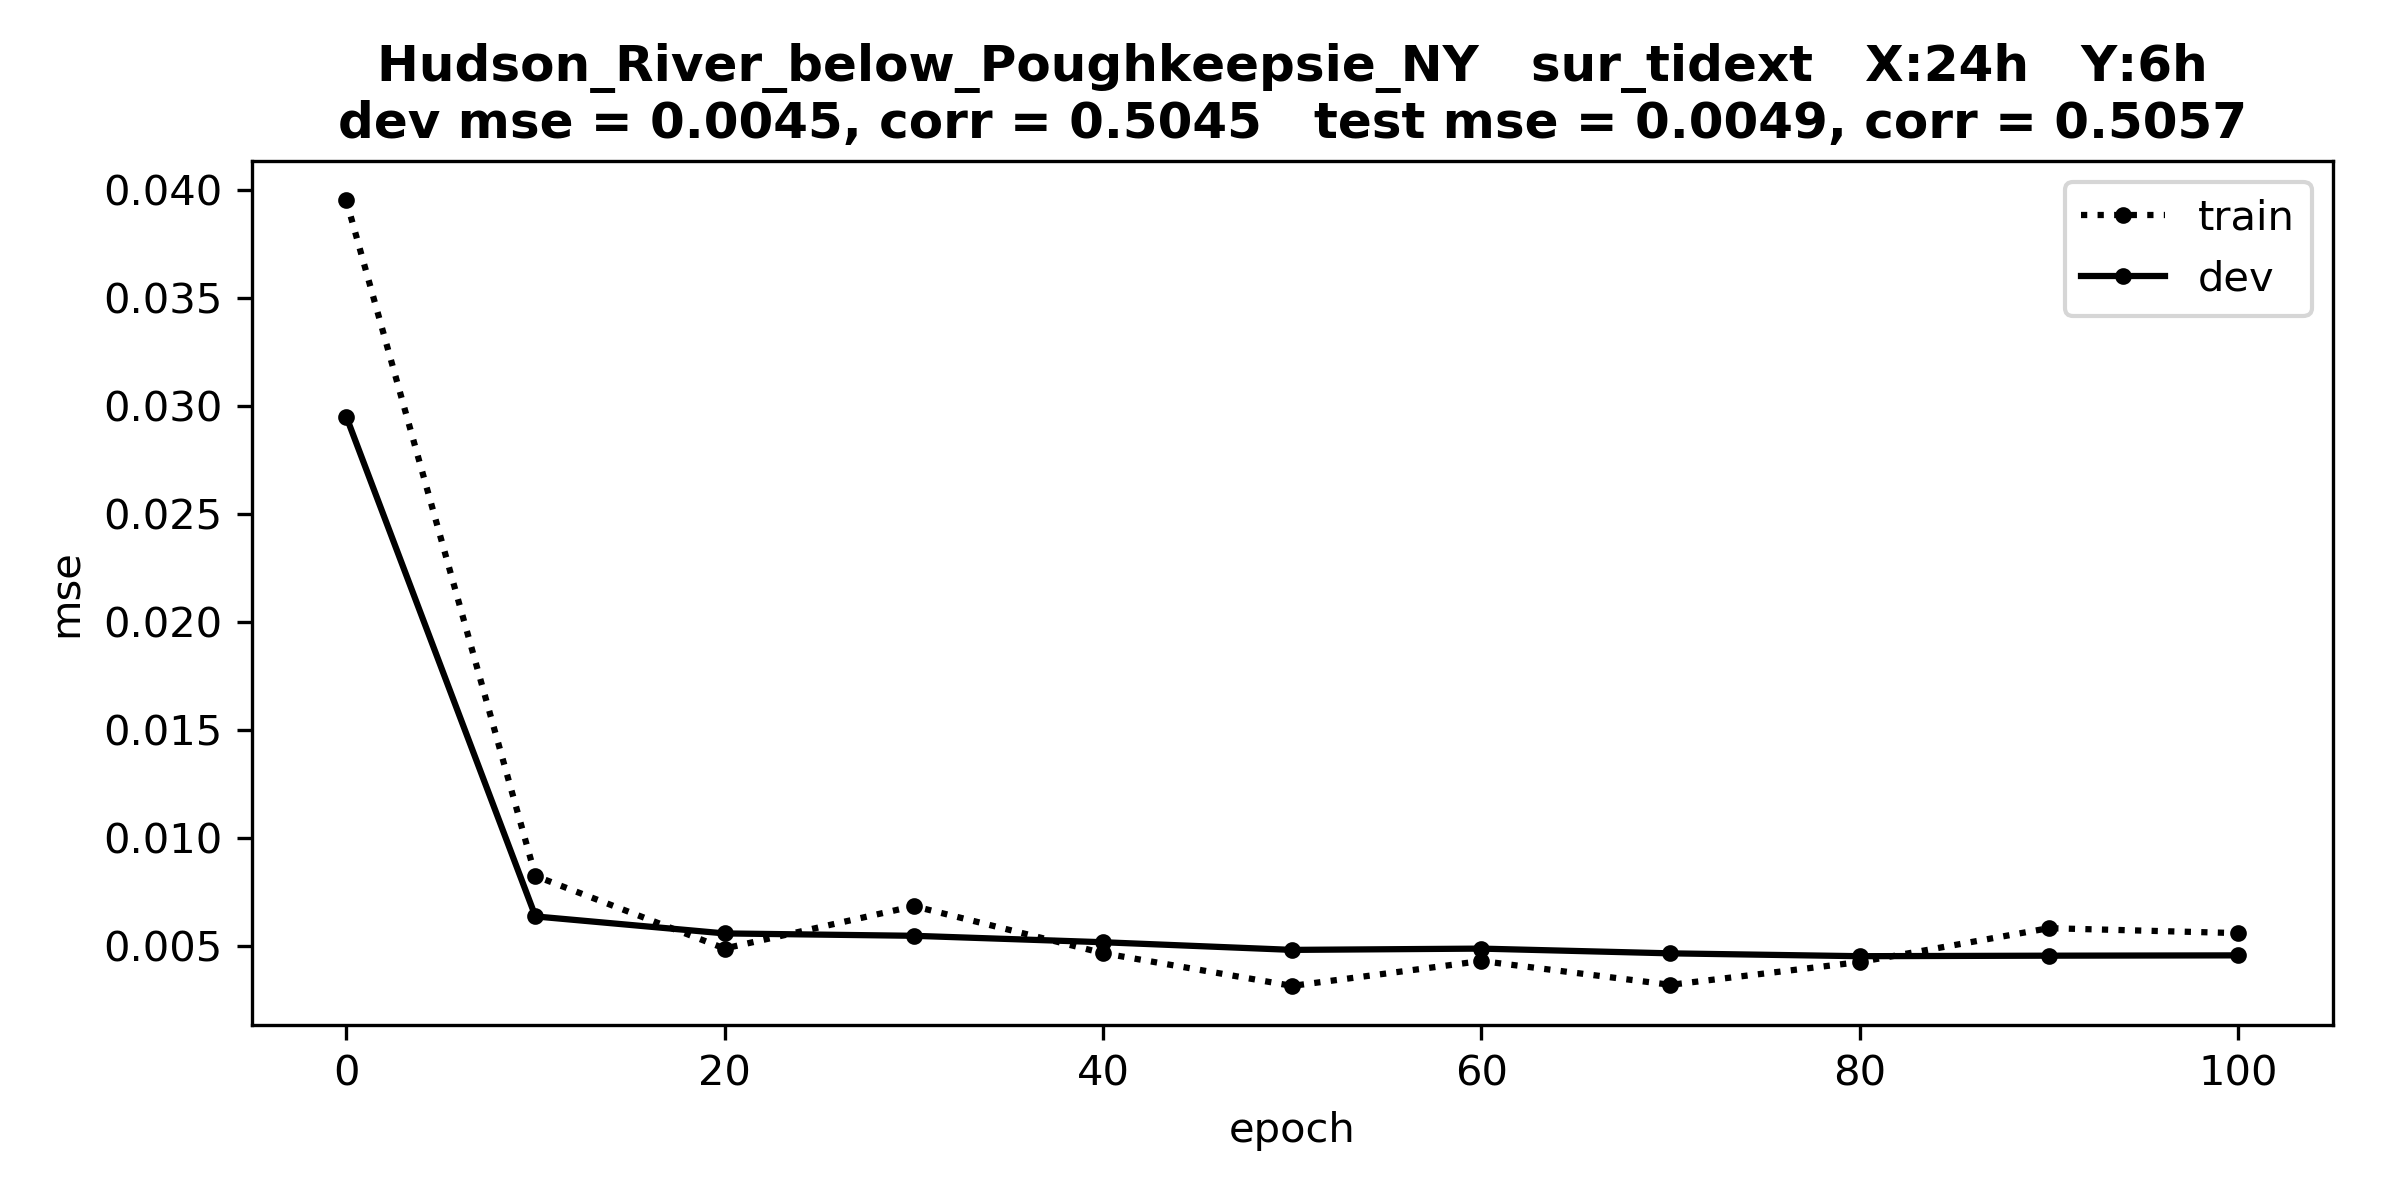 Hudson_River_below_Poughkeepsie_NY   sur_tidext   X:24h   Y:6h
dev mse = 0.0045, corr = 0.5045   test mse = 0.0049, corr = 0.5057
train
dev
0.040
0.035
0.030
0.025
0.020
0.015
0.010
0.005
mse
0 20 40 60 80 100
epoch